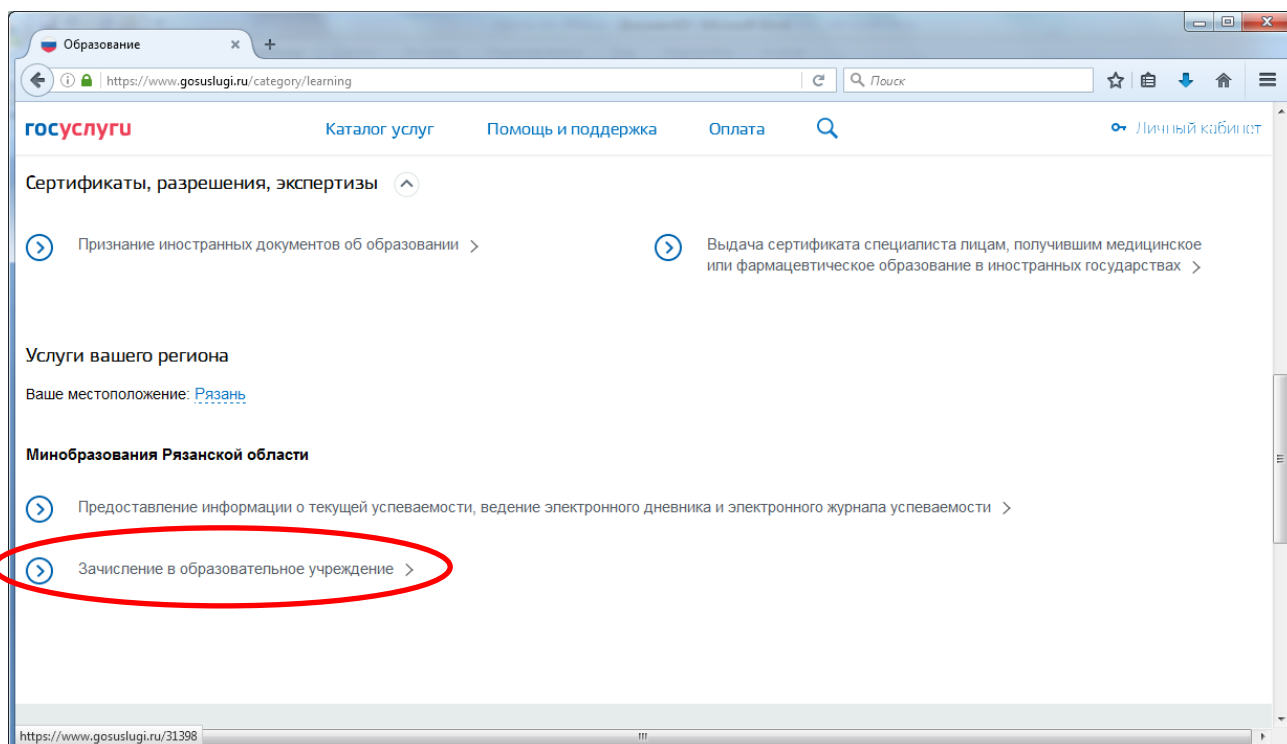 Образование
https://www.gosuslugi.ru/category/learning
Поиск
госуслуги Каталог услуг Помощь и поддержка Оплата Личный кабинет
Сертификаты, разрешения, экспертизы
Признание иностранных документов об образовании
Выдача сертификата специалиста лицам, получившим медицинское
или фармацевтическое образование в иностранных государствах
Услуги вашего региона
Ваше местоположение: Рязань
Минобразования Рязанской области
Предоставление информации о текущей успеваемости, ведение электронного дневника и электронного журнала успеваемости
Зачисление в образовательное учреждение
https://www.gosuslugi.ru/31398